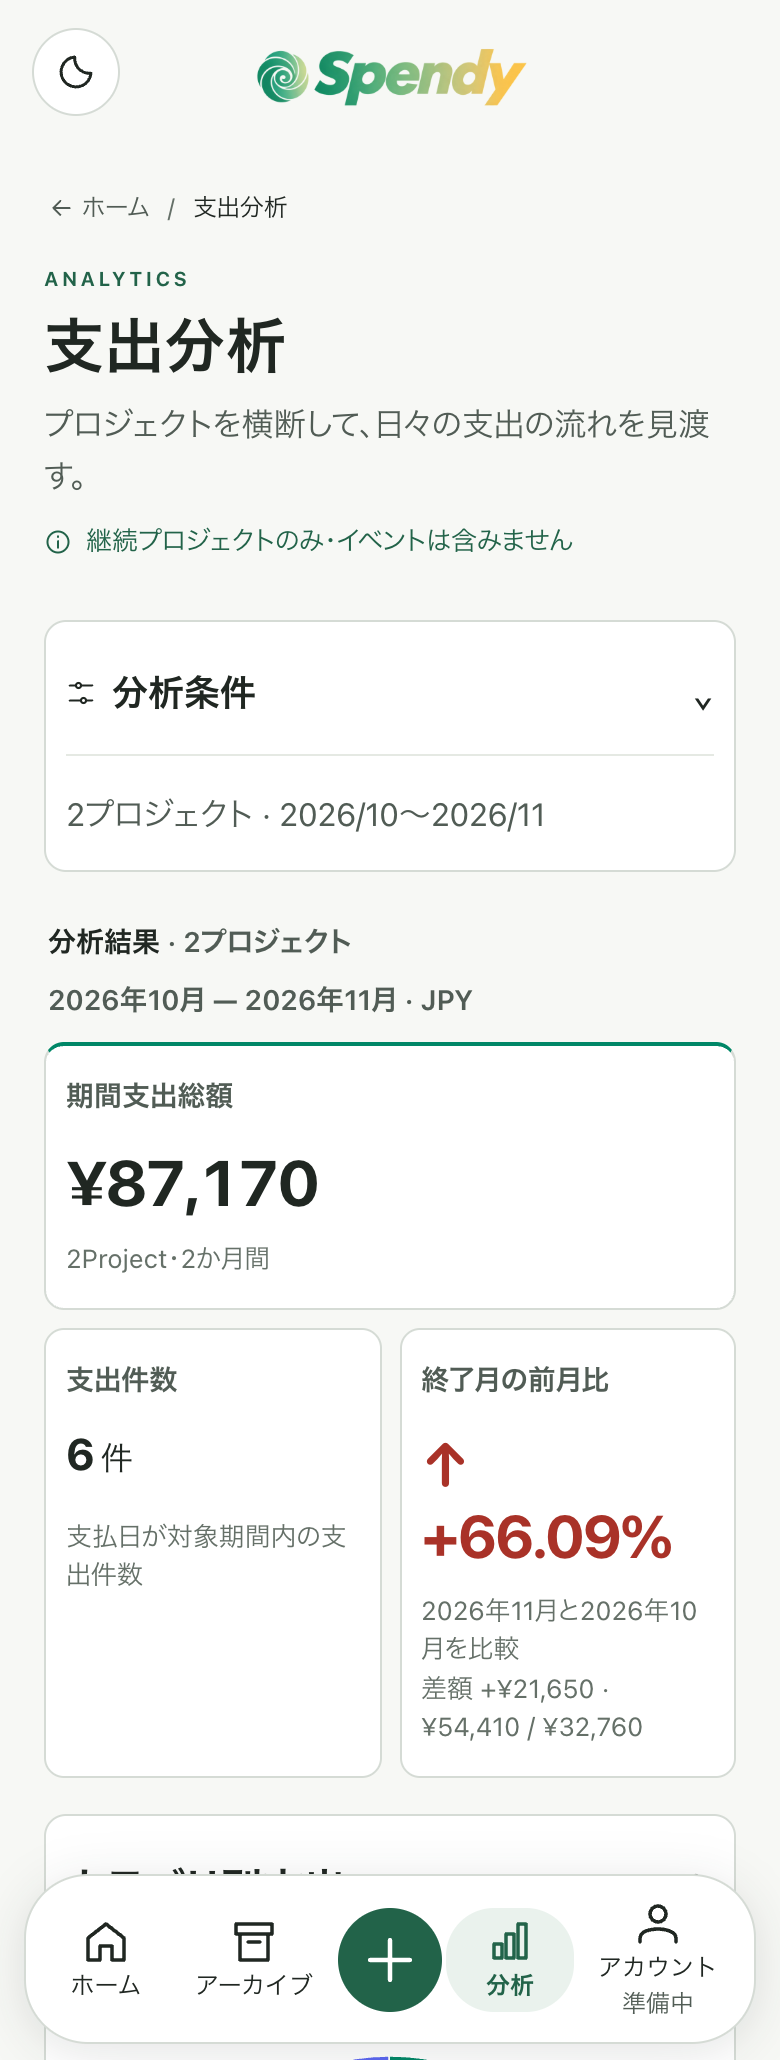 Spendy
← ホーム / 支出分析
ANALYTICS
支出分析
プロジェクトを横断して、日々の支出の流れを見渡
す。
継続プロジェクトのみ・イベントは含みません
分析条件
2プロジェクト · 2026/10〜2026/11
分析結果 · 2プロジェクト
2026年10月 — 2026年11月 · JPY
期間支出総額
¥87,170
2Project・2か月間
支出件数
6 件
支払日が対象期間内の支
出件数
終了月の前月比
↑
+66.09%
2026年11月と2026年10
月を比較
差額 +¥21,650 ·
¥54,410 / ¥32,760
ホーム
アーカイブ
分析
アカウント
準備中